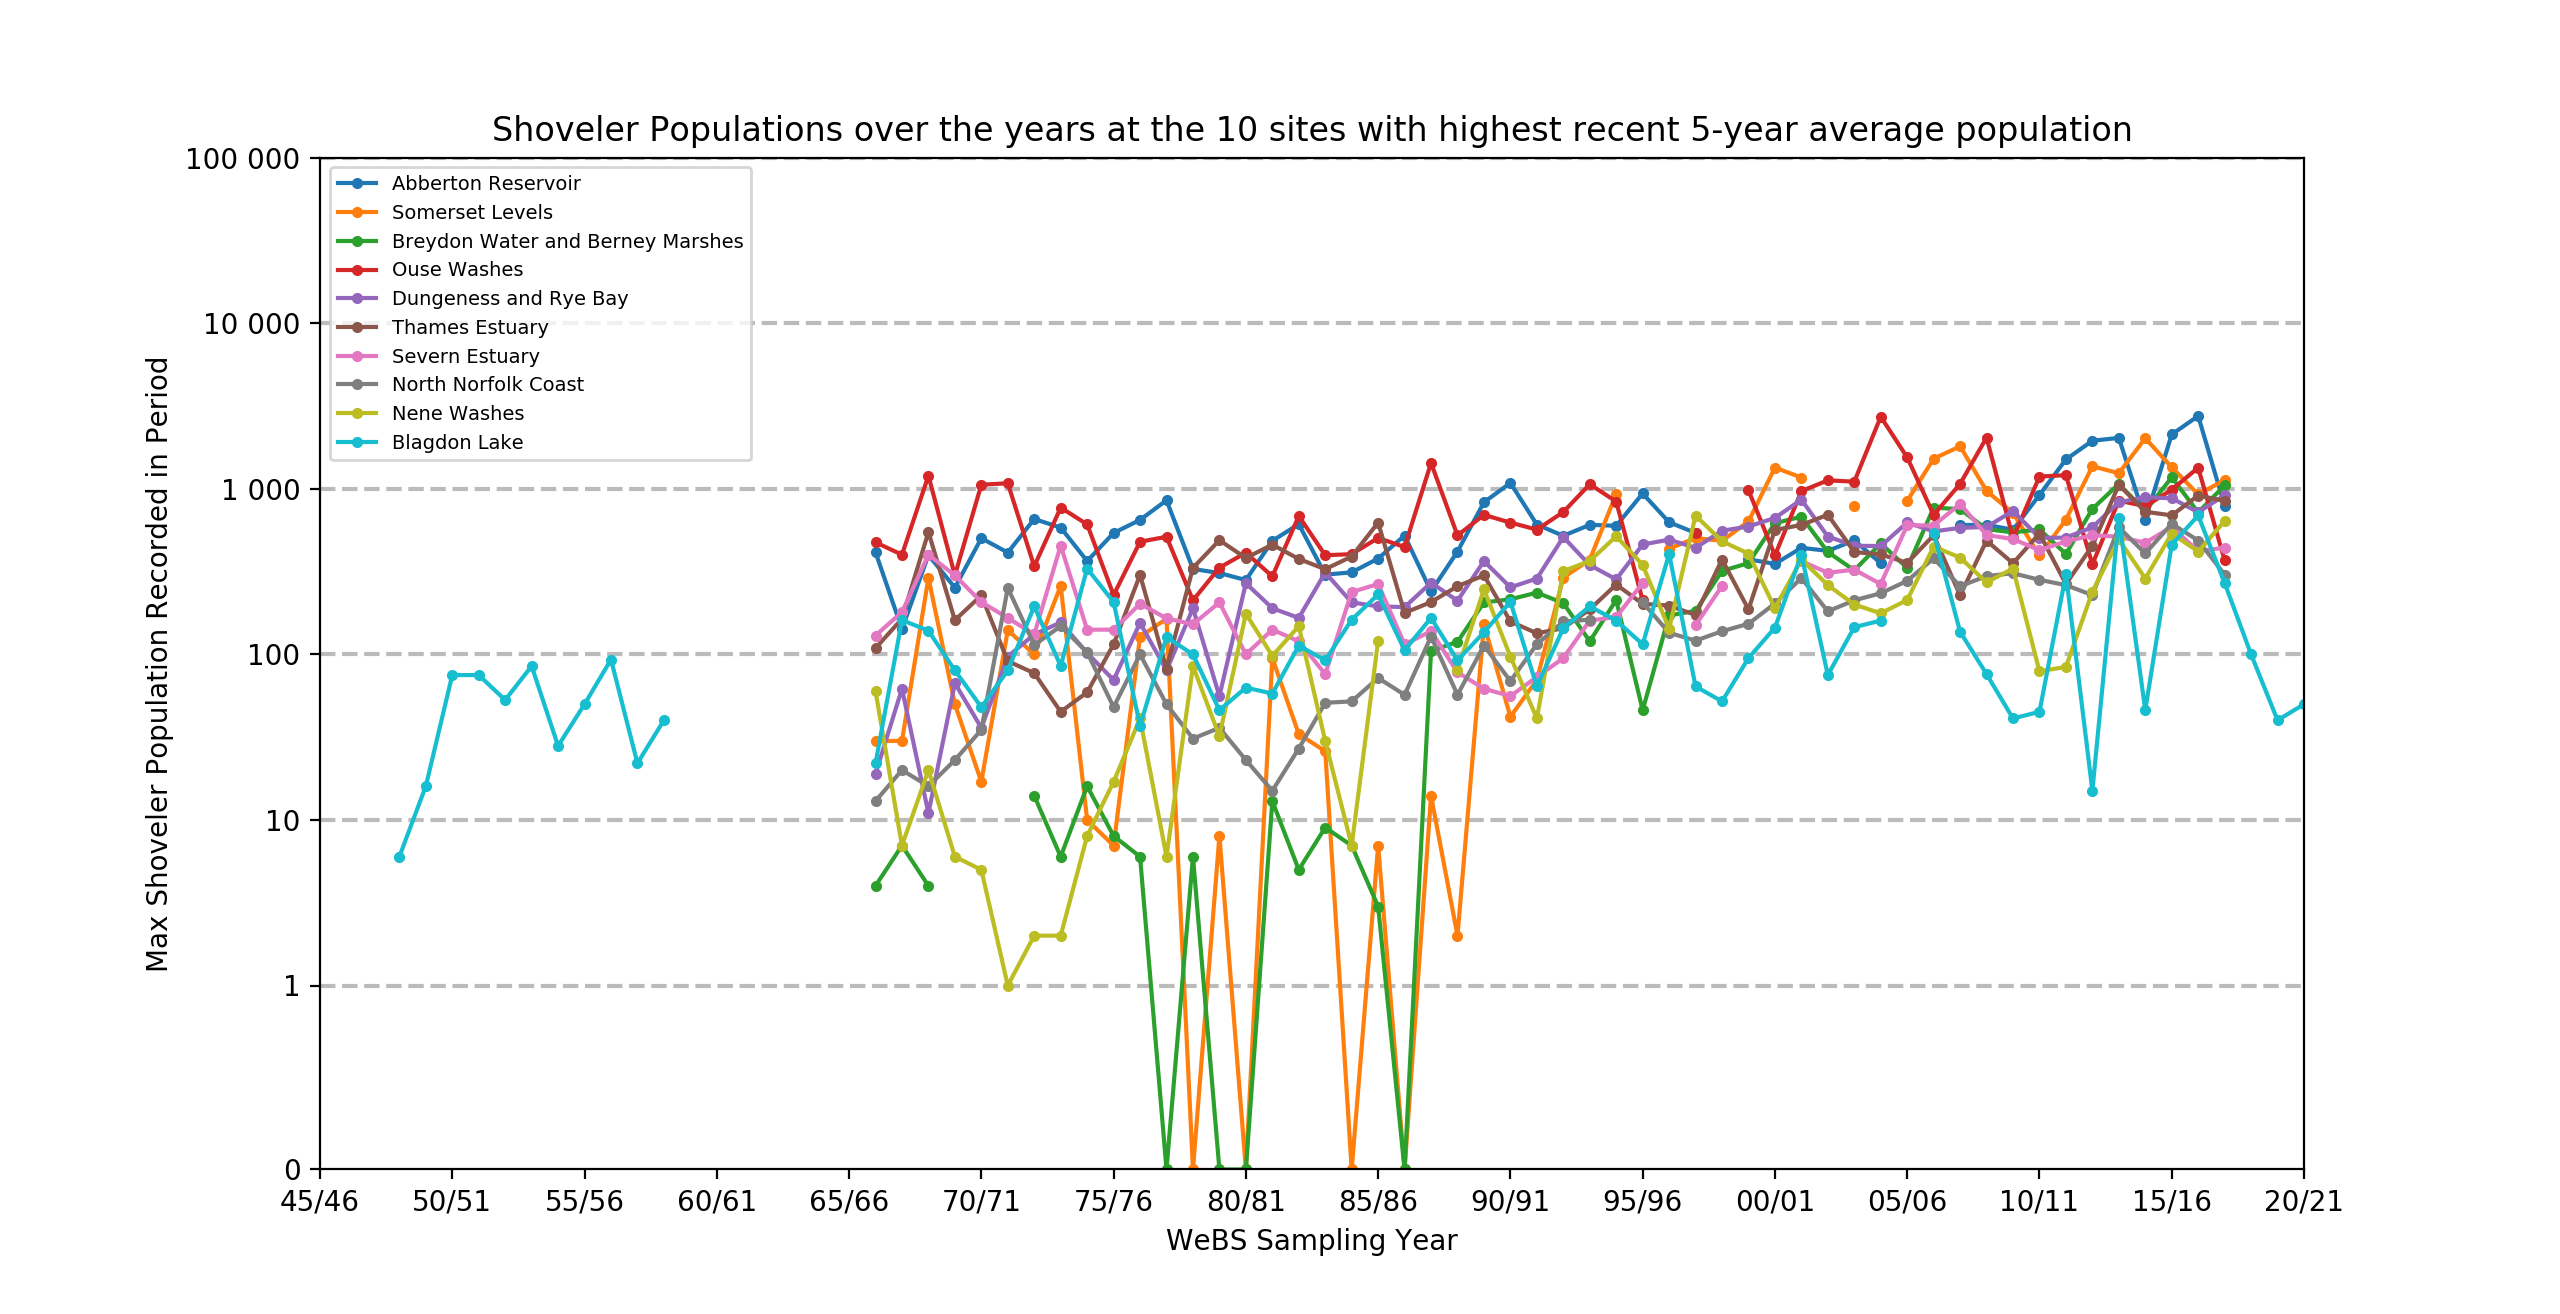 Shoveler Populations over the years at the 10 sites with highest recent 5-year average population
100 000
10 000
1 000
100
10
1
0
Max Shoveler Population Recorded in Period
Abberton Reservoir
Somerset Levels
Breydon Water and Berney Marshes
Ouse Washes
Dungeness and Rye Bay
Thames Estuary
Severn Estuary
North Norfolk Coast
Nene Washes
Blagdon Lake
45/46 50/51 55/56 60/61 65/66 70/71 75/76 80/81 85/86 90/91 95/96 00/01 05/06 10/11 15/16 20/21
WeBS Sampling Year